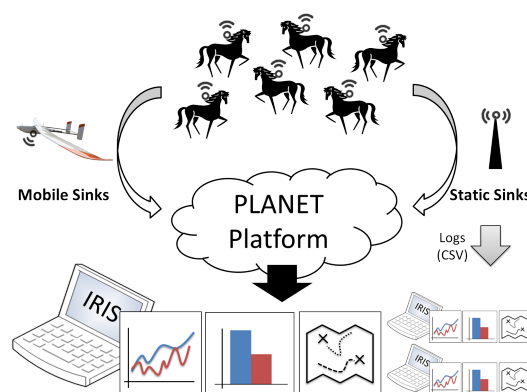 Mobile Sinks
PLANET
Platform
Static Sinks
Logs
(CSV)
IRIS
IRIS
IRIS